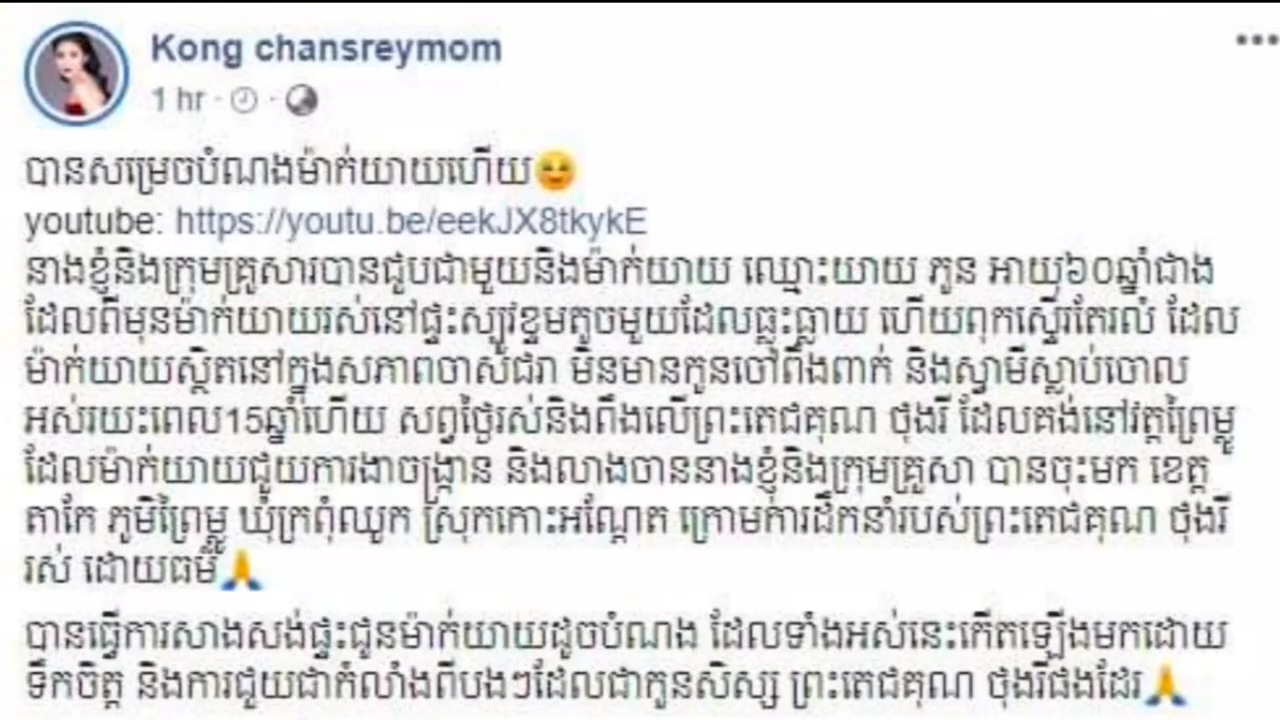 Kong chansreymom
1 hr ·
បានសម្រេចបំណងម៉ាក់យាយហើយ😊
youtube: https://youtu.be/eekJX8tkykE
នាងខ្ញុំនិងក្រុមគ្រួសារបានជួបជាមួយនិងម៉ាក់យាយ ឈ្មោះយាយ ភួន អាយុ៦០ឆ្នាំជាង
ដែលពីមុនម៉ាក់យាយរស់នៅផ្ទះស្បូវខ្ទមតូចមួយដែលធ្លុះធ្លាយ ហើយពុកស្ទើរតែរលំ ដែល
ម៉ាក់យាយស្ថិតនៅក្នុងសភាពចាស់ជរា មិនមានកូនចៅពឹងពាក់ និងស្វាមីស្លាប់ចោល
អស់រយះពេល15ឆ្នាំហើយ សព្វថ្ងៃរស់និងពឹងលើព្រះតេជគុណ ថុងរី ដែលគង់នៅវត្តព្រៃម្លូ
ដែលម៉ាក់យាយជួយការងាចង្ក្រាន និងលាងចាននាងខ្ញុំនិងក្រុមគ្រួសា បានចុះមក ខេត្ត
តាកែ ភូមិព្រៃម្លូ ឃុំក្រពុំឈូក ស្រុកកោះអណ្តែត ក្រោមការដឹកនាំរបស់ព្រះតេជគុណ ថុងរី
រស់ ដោយធម៌🙏
បានធ្វើការសាងសង់ផ្ទះជូនម៉ាក់យាយដូចបំណង ដែលទាំងអស់នេះកើតឡើងមកដោយ
ទឹកចិត្ត និងការជួយជាកំលាំងពីបងៗដែលជាកូនសិស្ស ព្រះតេជគុណ ថុងរីផងដែរ🙏